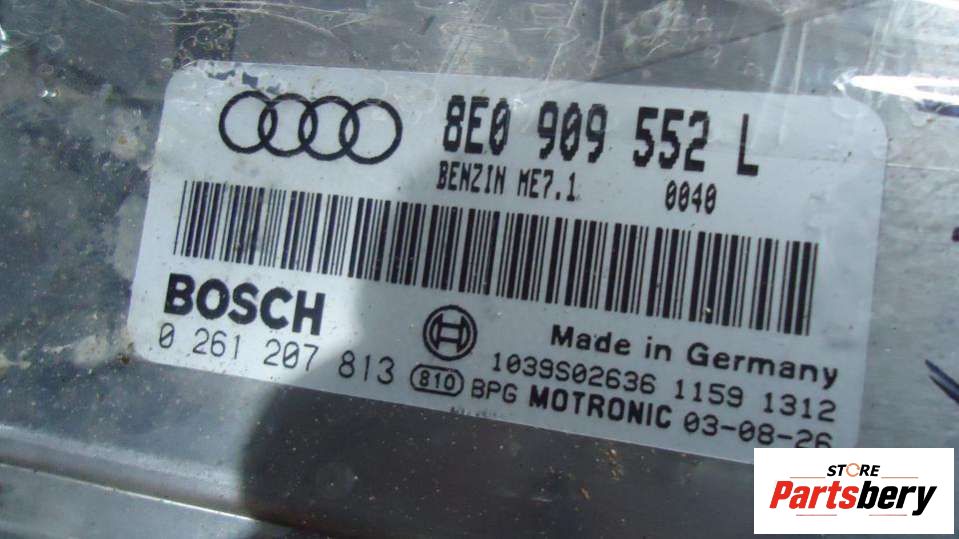 8E0 909 552 L
BENZIN ME7.1 0040
BOSCH
Made in Germany
0 261 207 813
1039S02636 1159 1312
810 BPG MOTRONIC 03-08-26
STORE
Partsbery